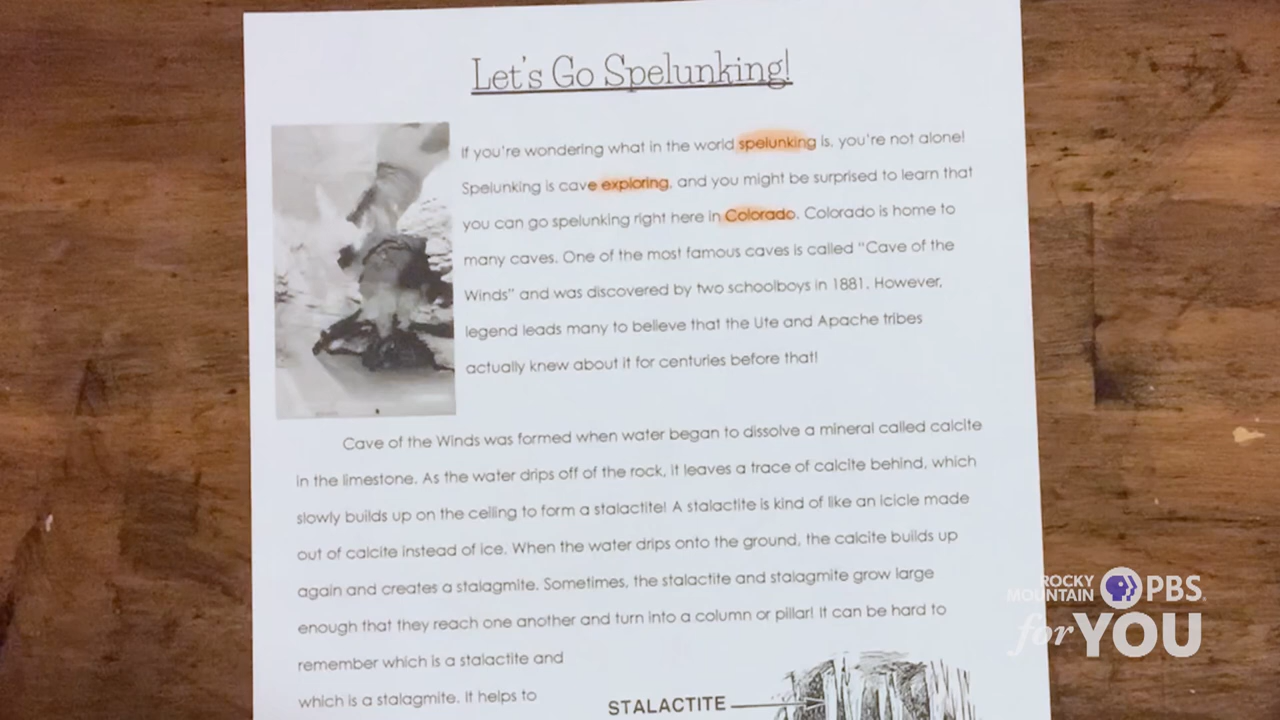 Let's Go Spelunking!
If you're wondering what in the world spelunking is, you're not alone!
Spelunking is cave exploring, and you might be surprised to learn that
you can go spelunking right here in Colorado. Colorado is home to
many caves. One of the most famous caves is called "Cave of the
Winds" and was discovered by two schoolboys in 1881. However,
legend leads many to believe that the Ute and Apache tribes
actually knew about it for centuries before that!
Cave of the Winds was formed when water began to dissolve a mineral called calcite
in the limestone. As the water drips off of the rock, it leaves a trace of calcite behind, which
slowly builds up on the ceiling to form a stalactite! A stalactite is kind of like an icicle made
out of calcite instead of ice. When the water drips onto the ground, the calcite builds up
again and creates a stalagmite. Sometimes, the stalactite and stalagmite grow large
enough that they reach one another and turn into a column or pillar! It can be hard to
remember which is a stalactite and
which is a stalagmite. It helps to
STALACTITE
ROCKY
MOUNTAIN PBS
for YOU